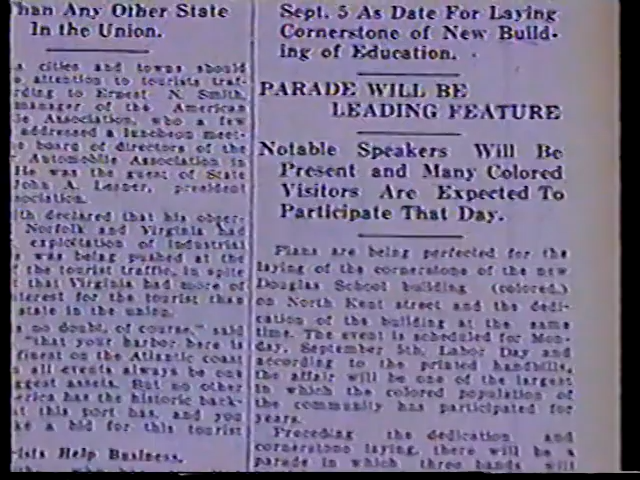 han Any Other State
In the Union.
a cities and towns should
attention to tourists traf-
rding to Ernest N. Smith,
manager of the American
le Association, who a few
addressed a luncheon meet-
e board of directors of the
Automobile Association in
He was the guest of State
John A. Lesner, president
sociation.
th declared that his obser-
Norfolk and Virginia had
exploitation of industrial
s was being pushed at the
f the tourist traffic, in spite
t that Virginia had more of
terest for the tourist than
state in the union.
s no doubt, of course," said
"that your harbor here is
finest on the Atlantic coast
all events always be one
ggest assets. But no other
erica has the historic back-
at this port has, and you
ke a bid for this tourist
ists Help Business.
Sept. 5 As Date For Laying
Cornerstone of New Build-
ing of Education.
PARADE WILL BE
LEADING FEATURE
Notable Speakers Will Be
Present and Many Colored
Visitors Are Expected To
Participate That Day.
Plans are being perfected for the
laying of the cornerstone of the new
Douglas School building (colored,)
on North Kent street and the dedi-
cation of the building at the same
time. The event is scheduled for Mon-
day, September 5th, Labor Day and
according to the printed handbills,
the affair will be one of the largest
in which the colored population of
the community has participated for
years.
Preceding the dedication and
cornerstone laying, there will be a
parade in which three bands will